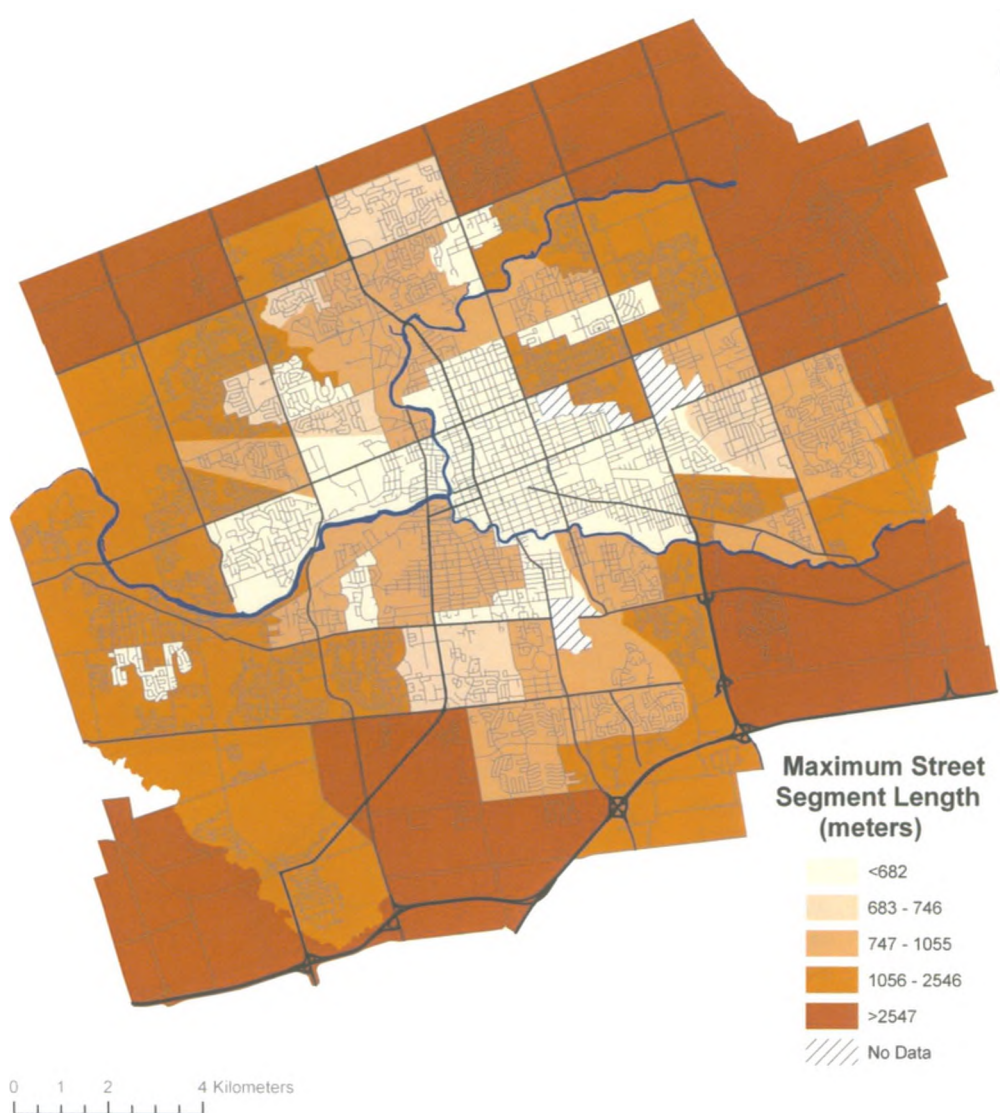 Maximum Street
Segment Length
(meters)
<682
683 - 746
747 - 1055
1056 - 2546
>2547
No Data
0 1 2 4 Kilometers